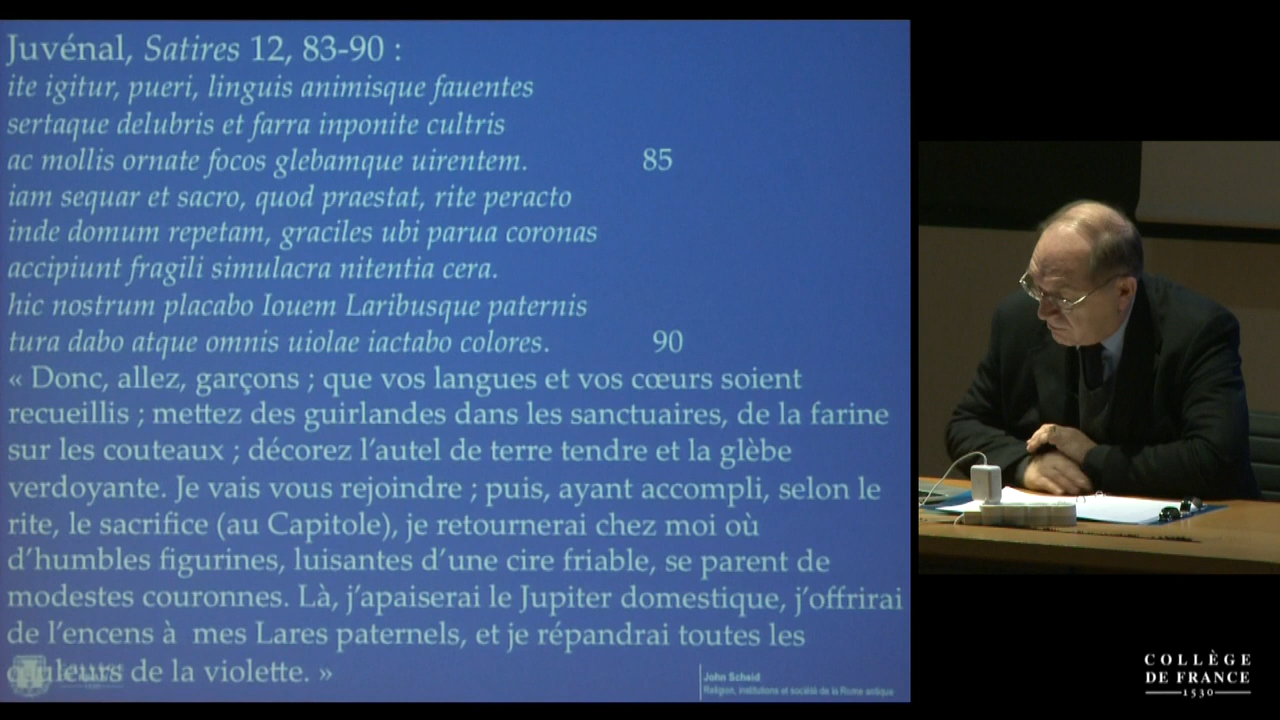 Juvénal, Satires 12, 83-90 :
ite igitur, pueri, linguis animisque fauentes
sertaque delubris et farra inponite cultris
ac mollis ornate focos glebamque uirentem. 85
iam sequar et sacro, quod praestat, rite peracto
inde domum repetam, graciles ubi parua coronas
accipiunt fragili simulacra nitentia cera.
hic nostrum placabo Iouem Laribusque paternis
tura dabo atque omnis uiolae iactabo colores. 90
« Donc, allez, garçons ; que vos langues et vos cœurs soient
recueillis ; mettez des guirlandes dans les sanctuaires, de la farine
sur les couteaux ; décorez l’autel de terre tendre et la glèbe
verdoyante. Je vais vous rejoindre ; puis, ayant accompli, selon le
rite, le sacrifice (au Capitole), je retournerai chez moi où
d’humbles figurines, luisantes d’une cire friable, se parent de
modestes couronnes. Là, j’apaiserai le Jupiter domestique, j’offrirai
de l’encens à mes Lares paternels, et je répandrai toutes les
couleurs de la violette. »
John Scheid
Religion, institutions et société de la Rome antique
COLLÈGE
DE FRANCE
1530